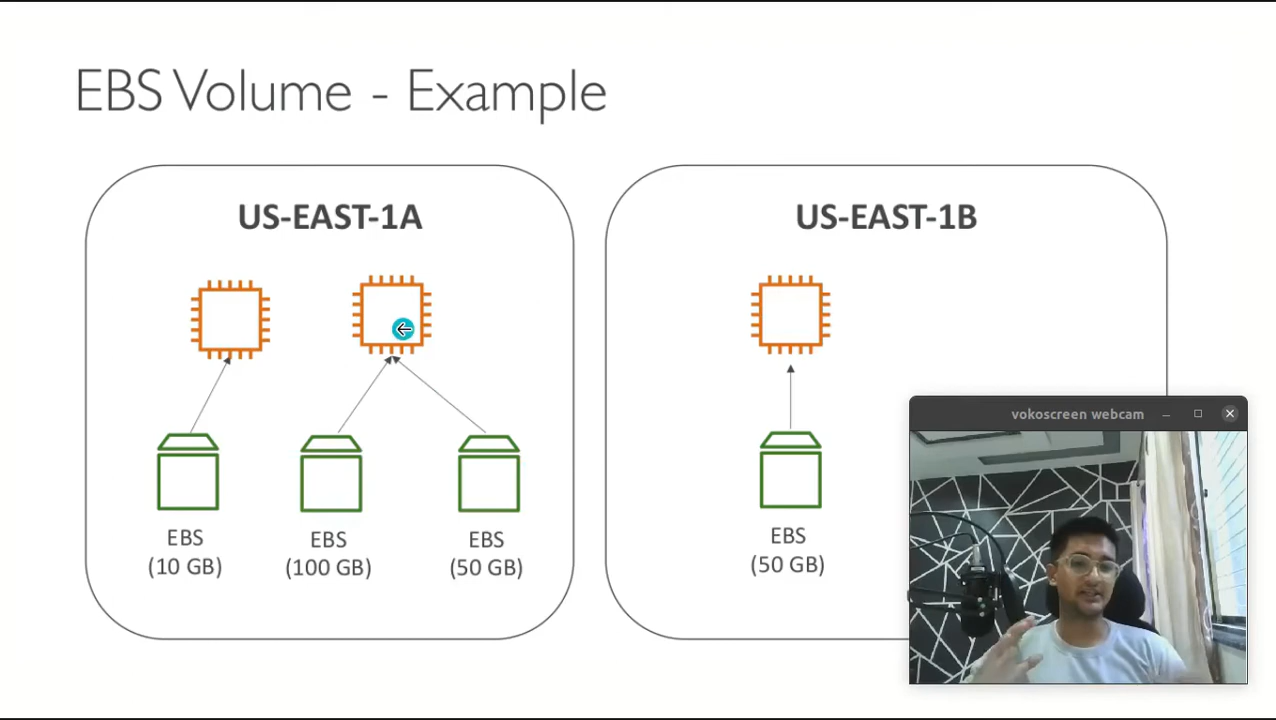 EBS Volume - Example
US-EAST-1A
US-EAST-1B
EBS
(10 GB)
EBS
(100 GB)
EBS
(50 GB)
EBS
(50 GB)
vokoscreen webcam